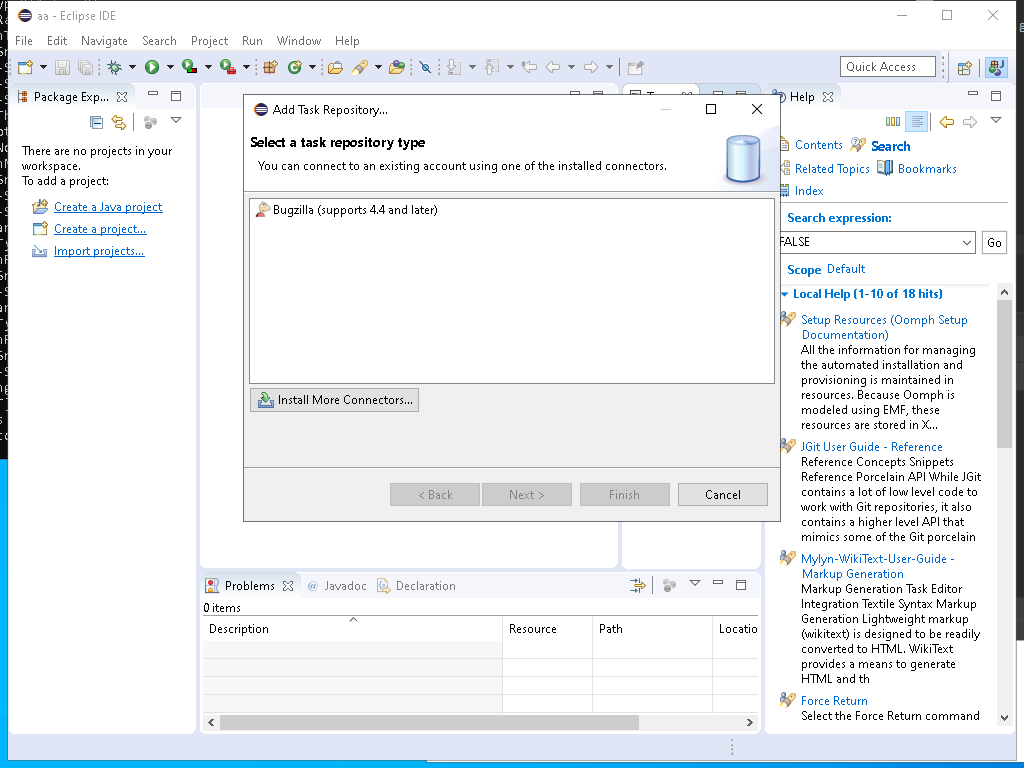 aa - Eclipse IDE
File Edit Navigate Search Project Run Window Help
Quick Access
Package Exp...
There are no projects in your
workspace.
To add a project:
Create a Java project
Create a project...
Import projects...
Add Task Repository...
Select a task repository type
You can connect to an existing account using one of the installed connectors.
Bugzilla (supports 4.4 and later)
Install More Connectors...
< Back
Next >
Finish
Cancel
Help
Contents
Search
Related Topics
Bookmarks
Index
Search expression:
FALSE
Go
Scope Default
Local Help (1-10 of 18 hits)
Setup Resources (Oomph Setup
Documentation)
All the information for managing
the automated installation and
provisioning is maintained in
resources. Because Oomph is
modeled using EMF, these
resources are stored in X...
JGit User Guide - Reference
Reference Concepts Snippets
Reference Porcelain API While JGit
contains a lot of low level code to
work with Git repositories, it also
contains a higher level API that
mimics some of the Git porcelain
Mylyn-WikiText-User-Guide -
Markup Generation
Markup Generation Task Editor
Integration Textile Syntax Markup
Generation Lightweight markup
(wikitext) is designed to be readily
converted to HTML. WikiText
provides a means to generate
HTML and th
Force Return
Select the Force Return command
Problems
@ Javadoc
Declaration
0 items
Description
Resource
Path
Locatio